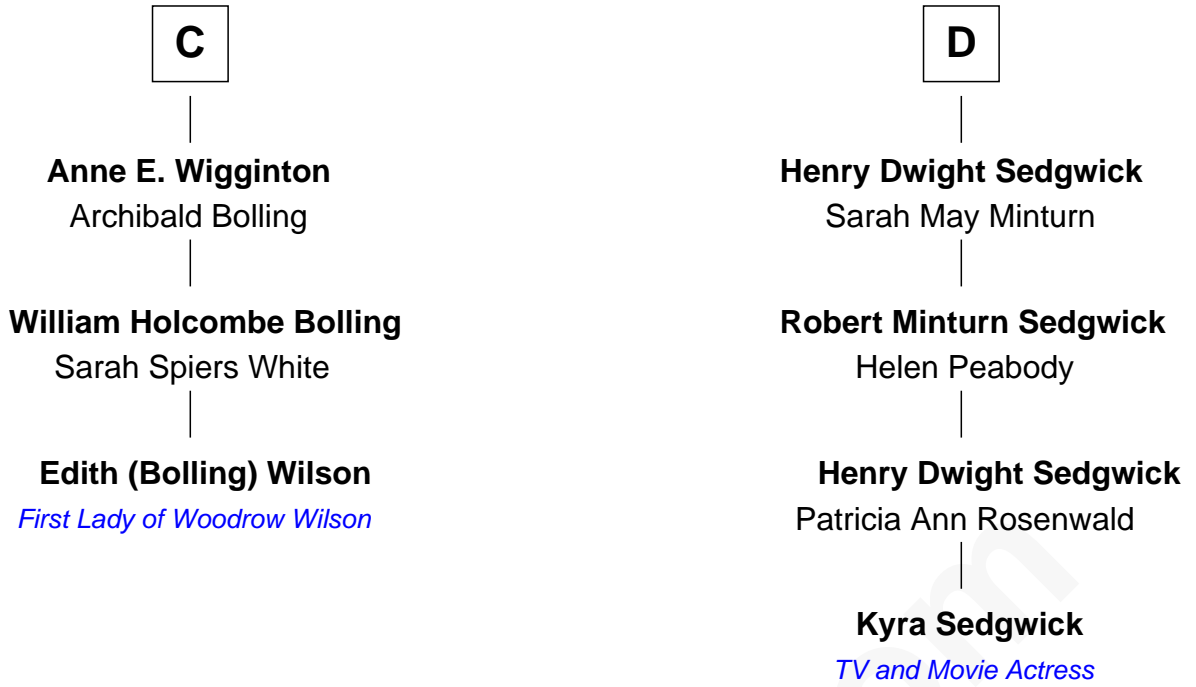 C
Anne E. Wigginton
Archibald Bolling
William Holcombe Bolling
Sarah Spiers White
Edith (Bolling) Wilson
First Lady of Woodrow Wilson
D
Henry Dwight Sedgwick
Sarah May Minturn
Robert Minturn Sedgwick
Helen Peabody
Henry Dwight Sedgwick
Patricia Ann Rosenwald
Kyra Sedgwick
TV and Movie Actress